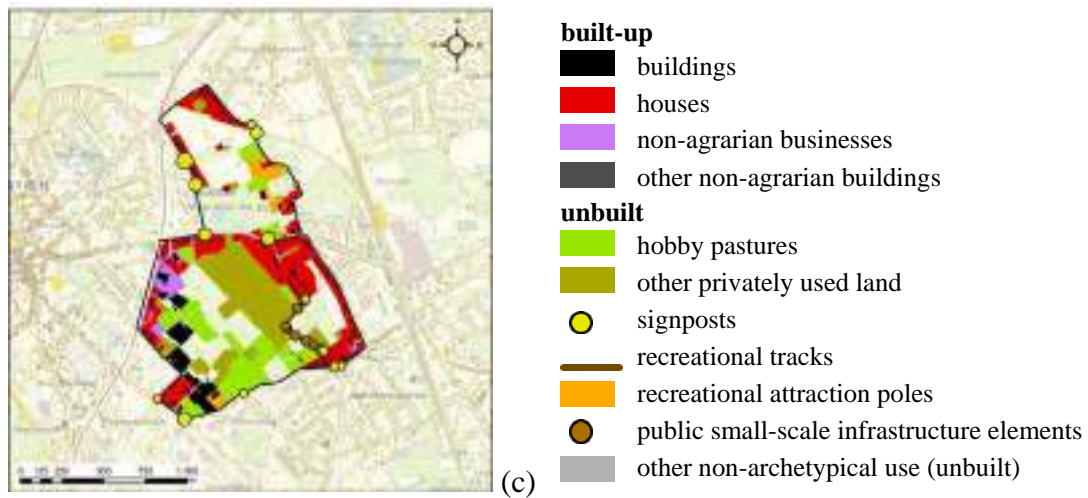 built-up
buildings
houses
non-agrarian businesses
other non-agrarian buildings
unbuilt
hobby pastures
other privately used land
signposts
recreational tracks
recreational attraction poles
public small-scale infrastructure elements
(c) other non-archetypical use (unbuilt)